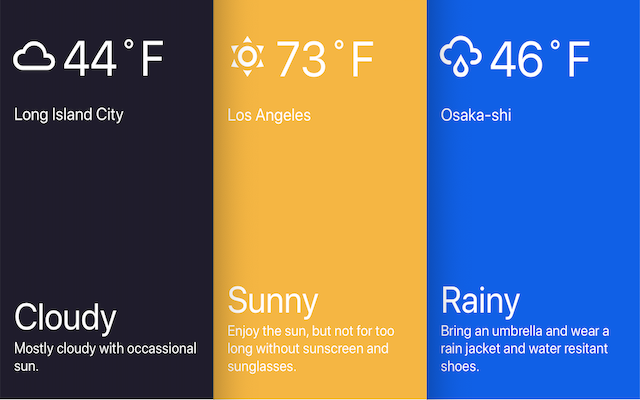 44°F
Long Island City
Cloudy
Mostly cloudy with occassional
sun.
73°F
Los Angeles
Sunny
Enjoy the sun, but not for too
long without sunscreen and
sunglasses.
46°F
Osaka-shi
Rainy
Bring an umbrella and wear a
rain jacket and water resitant
shoes.